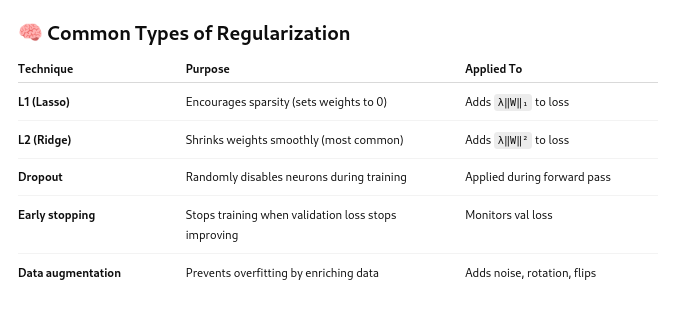 🧠 Common Types of Regularization
Technique Purpose Applied To
L1 (Lasso) Encourages sparsity (sets weights to 0) Adds λ‖W‖₁ to loss
L2 (Ridge) Shrinks weights smoothly (most common) Adds λ‖W‖² to loss
Dropout Randomly disables neurons during training Applied during forward pass
Early stopping Stops training when validation loss stops Monitors val loss
improving
Data augmentation Prevents overfitting by enriching data Adds noise, rotation, flips